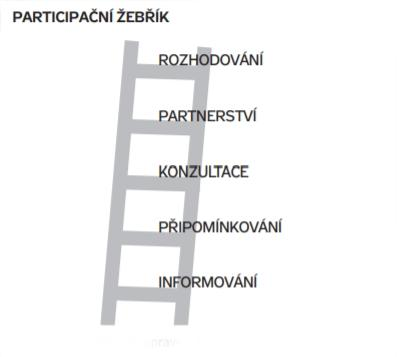 PARTICIPAČNÍ ŽEBŘÍK
ROZHODOVÁNÍ
PARTNERSTVÍ
KONZULTACE
PŘIPOMÍNKOVÁNÍ
INFORMOVÁNÍ